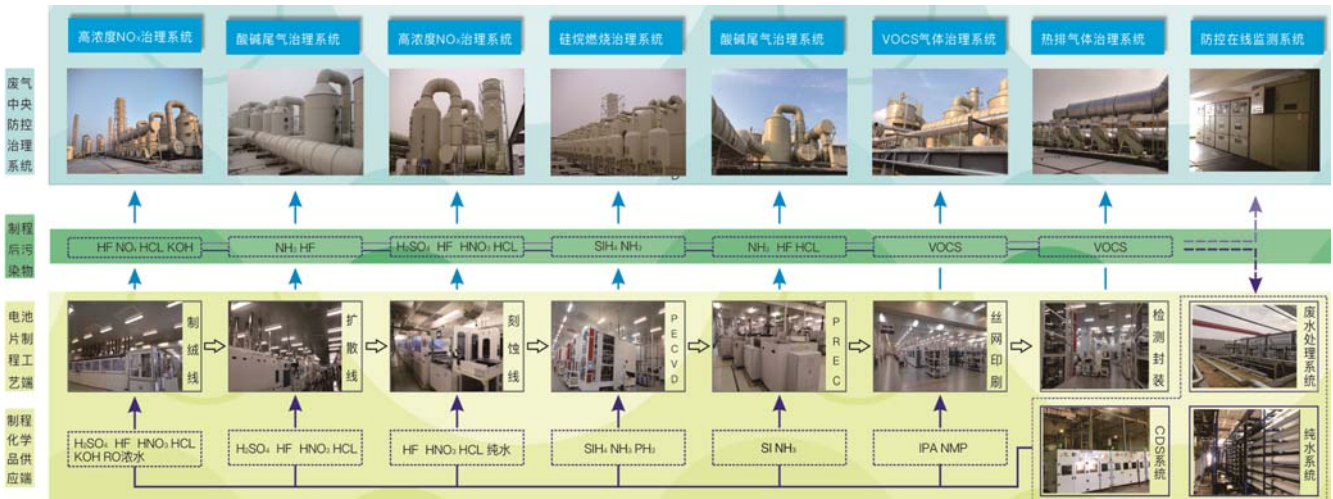 高浓度NOx治理系统
酸碱尾气治理系统
高浓度NOx治理系统
硅烷燃烧治理系统
酸碱尾气治理系统
VOCS气体治理系统
热排气体治理系统
防控在线监测系统
废气
中央
防控
治理
系统
制程
后污
染物
HF NO₄ HCL KOH
NH₃ HF
H₂SO₄ HF HNO₃ HCL
SIH₄ NH₃
NH₃ HF HCL
VOCS
VOCS
电池
片制
程工
艺端
制绒线
扩散线
刻蚀线
PECVD
PREC
丝网印刷
检测封装
废水处理系统
制程
化学
品供
应端
H₂SO₄ HF HNO₃ HCL
KOH RO浓水
H₂SO₄ HF HNO₃ HCL
HF HNO₃ HCL 纯水
SIH₄ NH₃ PH₃
SI NH₃
IPA NMP
CDS系统
纯水系统